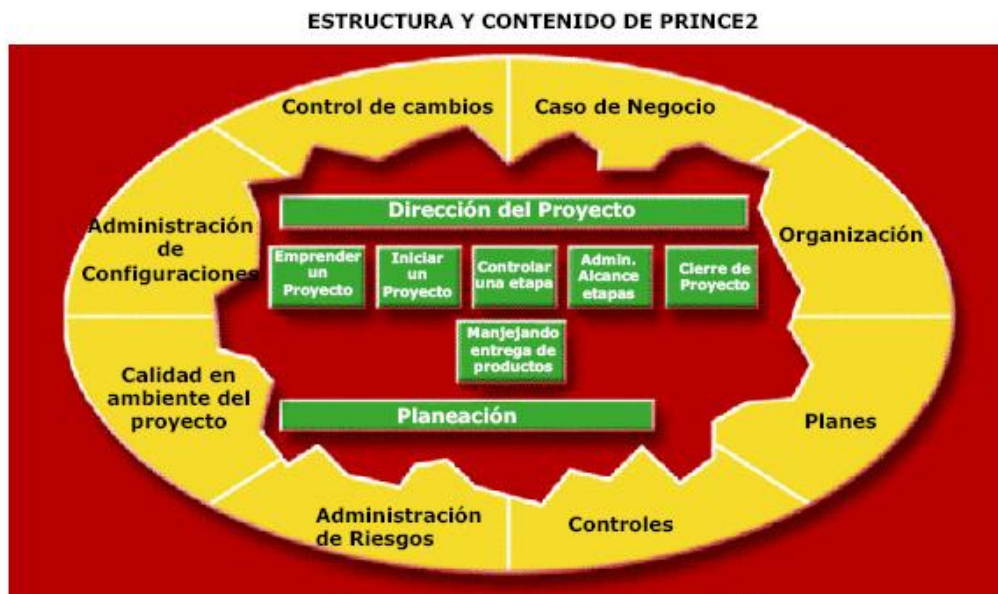 ESTRUCTURA Y CONTENIDO DE PRINCE2
Control de cambios
Caso de Negocio
Administración
de
Configuraciones
Organización
Dirección del Proyecto
Emprender
un
Proyecto
Iniciar
un
Proyecto
Controlar
una etapa
Admin.
Alcance
etapas
Cierre de
Proyecto
Manjejando
entrega de
productos
Calidad en
ambiente del
proyecto
Planeación
Planes
Administración
de Riesgos
Controles